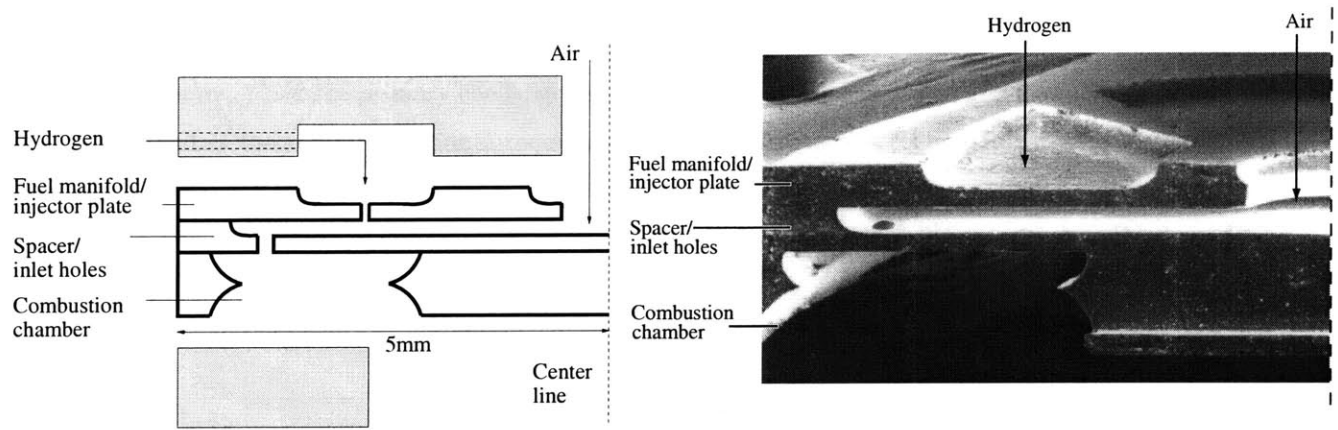 Air
Hydrogen
Fuel manifold/
injector plate
Spacer/
inlet holes
Combustion
chamber
5mm
Center
line
Hydrogen
Air
Fuel manifold/
injector plate
Spacer/
inlet holes
Combustion
chamber